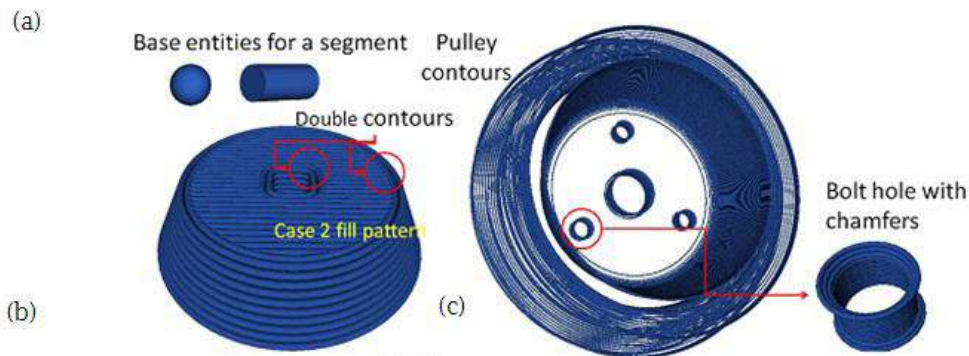 (a)
Base entities for a segment
Pulley
contours
Double contours
Case 2 fill pattern
Bolt hole with
chamfers
(b)
(c)